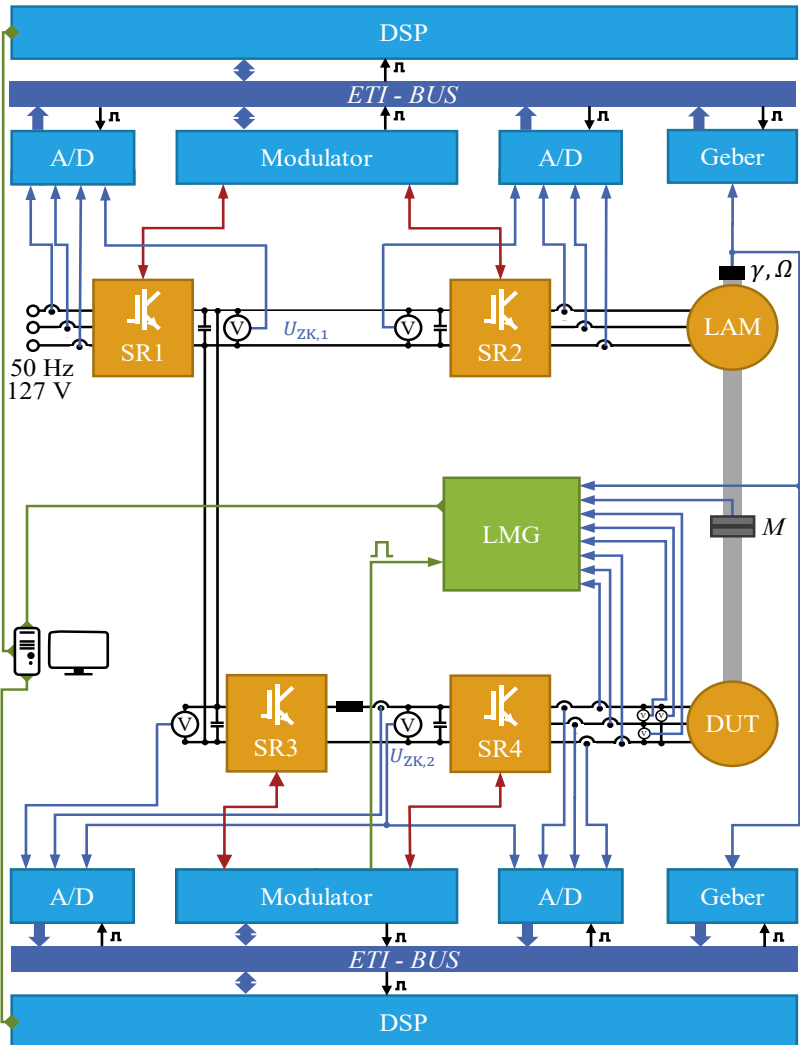 DSP
ETI - BUS
A/D
Modulator
A/D
Geber
γ, Ω
SR1
V
U_ZK,1
V
SR2
LAM
50 Hz
127 V
LMG
M
V
SR3
V
U_ZK,2
SR4
V
V
V
DUT
A/D
Modulator
A/D
Geber
ETI - BUS
DSP